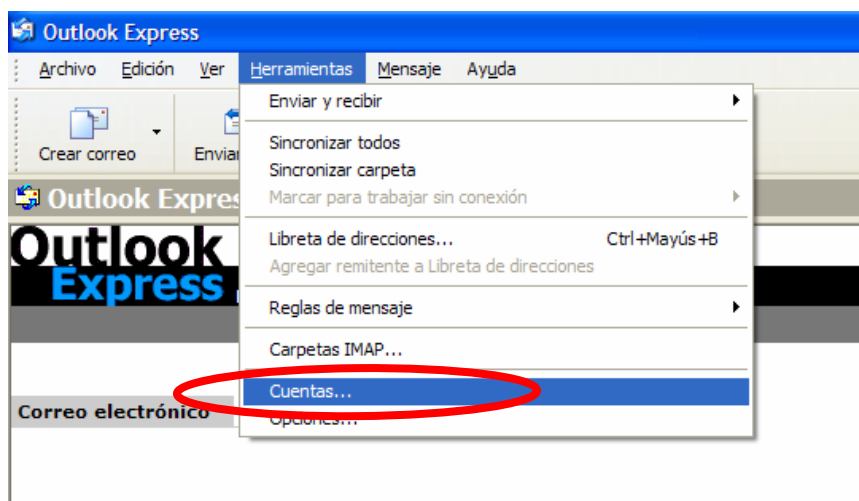 Outlook Express
Archivo Edición Ver Herramientas Mensaje Ayuda
Enviar y recibir
Sincronizar todos
Crear correo
Sincronizar carpeta
Marcar para trabajar sin conexión
Outlook
Libreta de direcciones... Ctrl+Mayús+B
Outlook
Agregar remitente a Libreta de direcciones
Express
Reglas de mensaje
Carpetas IMAP...
Cuentas...
Correo electrónico
Opciones...